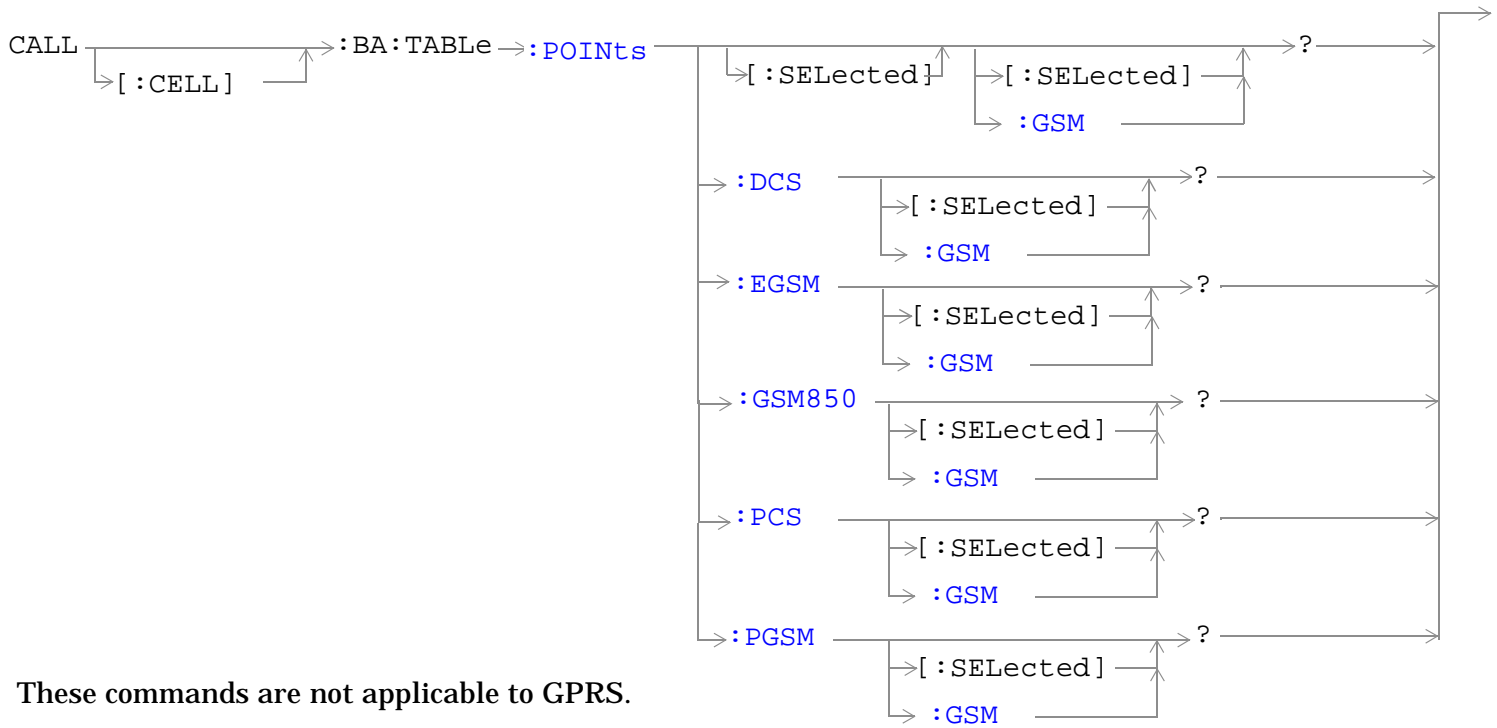 CALL :BA:TABLe :POINts ?
[:CELL] [:SELected] [:SELected]
:GSM
:DCS ?
[:SELected]
:GSM
:EGSM ?
[:SELected]
:GSM
:GSM850 ?
[:SELected]
:GSM
:PCS ?
[:SELected]
:GSM
:PGSM ?
[:SELected]
These commands are not applicable to GPRS.
:GSM